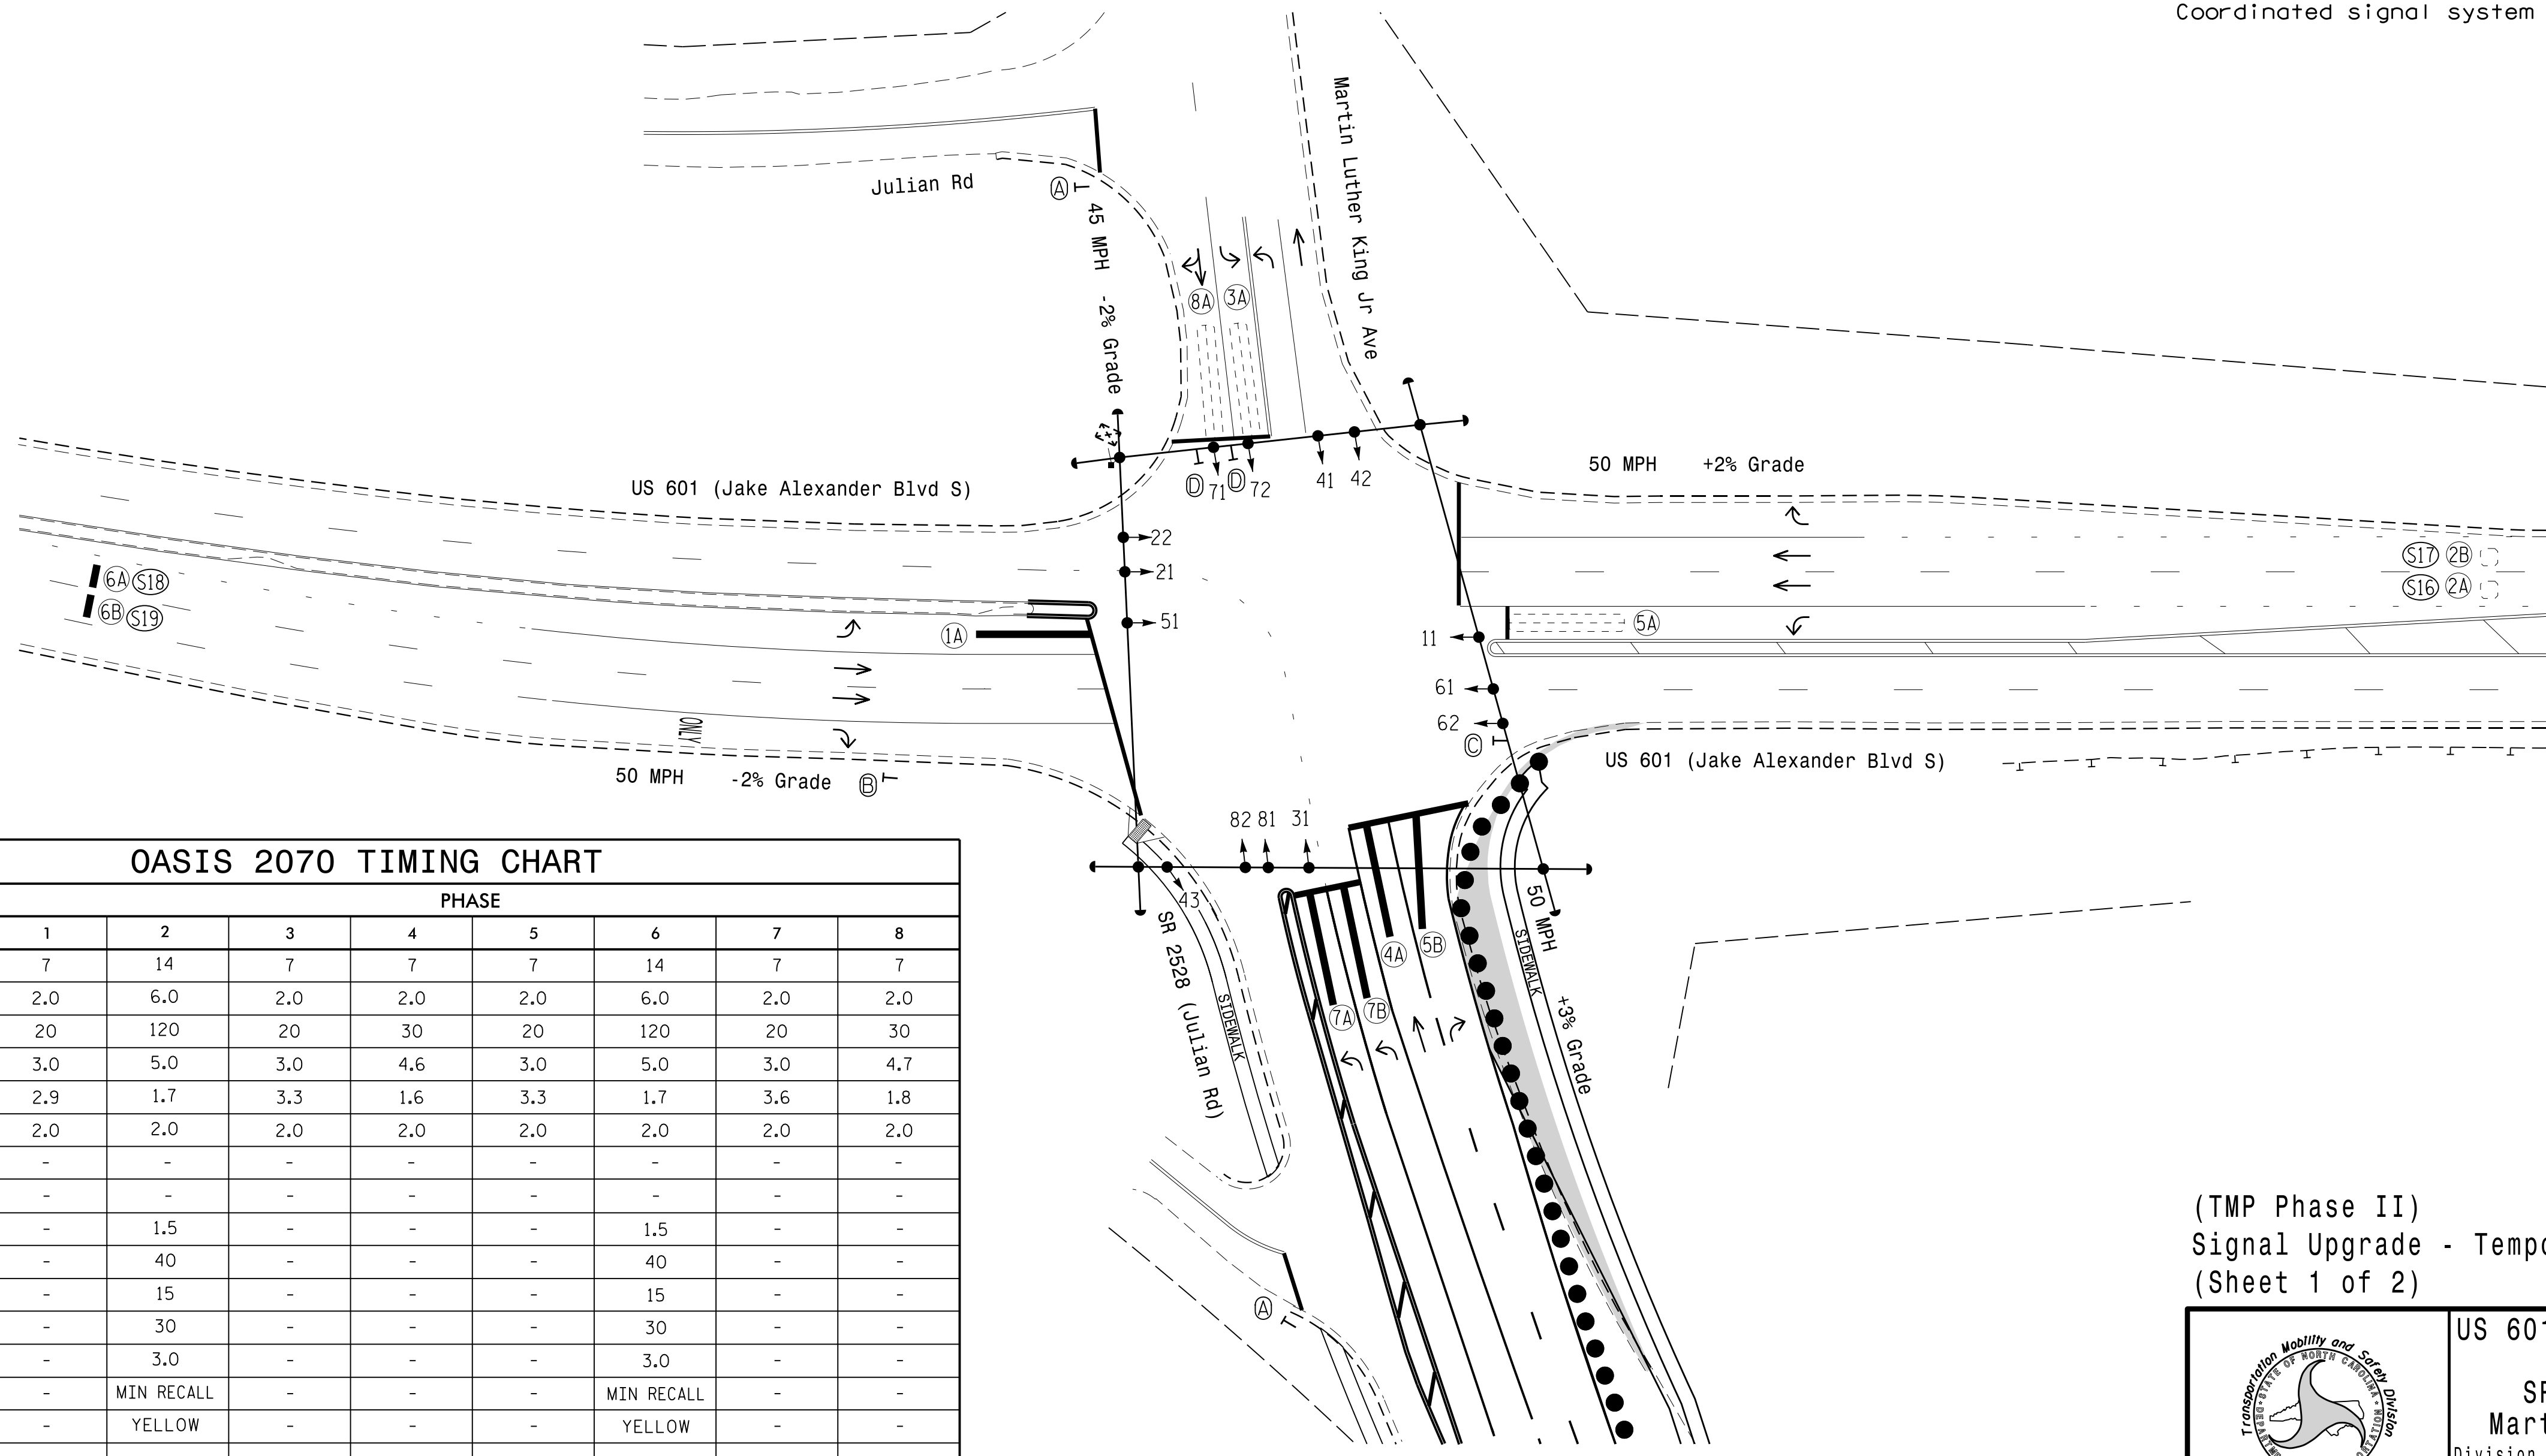 Coordinated signal system
Martin Luther King Jr Ave
Julian Rd
A
45 MPH -2% Grade
8A 3A
US 601 (Jake Alexander Blvd S)
D 71 D 72
41 42
50 MPH +2% Grade
22
21
51
6A S18
6B S19
1A
S17 2B
S16 2A
5A
11
61
62
C
ONLY
50 MPH -2% Grade
B
US 601 (Jake Alexander Blvd S)
82 81 31
43
SR 2528 (Julian Rd)
SIDEWALK
4A 5B
7A 7B
50 MPH +3% Grade
SIDEWALK
A
OASIS 2070 TIMING CHART
PHASE
1 2 3 4 5 6 7 8
7 14 7 7 7 14 7 7
2.0 6.0 2.0 2.0 2.0 6.0 2.0 2.0
20 120 20 30 20 120 20 30
3.0 5.0 3.0 4.6 3.0 5.0 3.0 4.7
2.9 1.7 3.3 1.6 3.3 1.7 3.6 1.8
2.0 2.0 2.0 2.0 2.0 2.0 2.0 2.0
- - - - - - - -
- - - - - - - -
- 1.5 - - - 1.5 - -
- 40 - - - 40 - -
- 15 - - - 15 - -
- 30 - - - 30 - -
- 3.0 - - - 3.0 - -
- MIN RECALL - - - MIN RECALL - -
- YELLOW - - - YELLOW - -
(TMP Phase II)
Signal Upgrade - Tempo
(Sheet 1 of 2)
Transportation Mobility and Safety Division
STATE OF NORTH CAROLINA
US 601
SR
Mart
Division